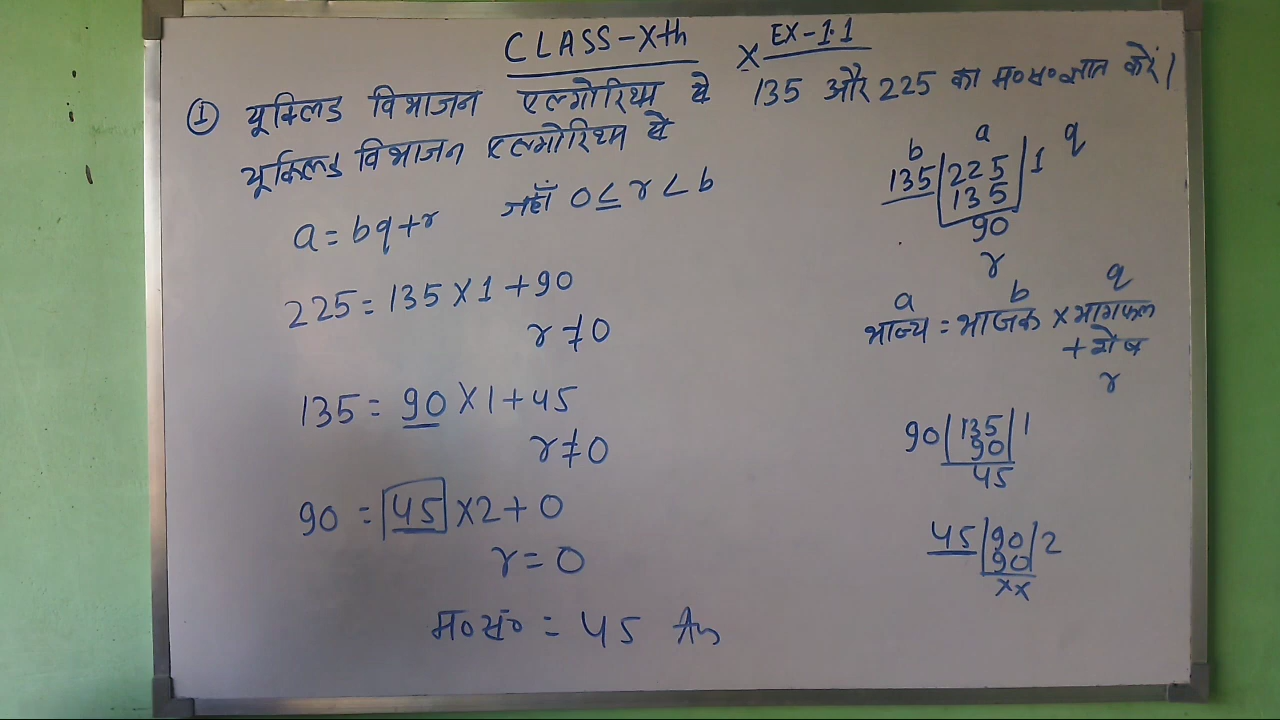 CLASS-Xth
x EX-1.1
① यूक्लिड विभाजन एल्गोरिथ्म से 135 और 225 का म०स० ज्ञात करें।
यूक्लिड विभाजन एल्गोरिथ्म से
a = bq+r जहाँ 0 ≤ r < b
225 = 135 X 1 + 90
r ≠ 0
135 = 90 X 1 + 45
r ≠ 0
90 = 45 X 2 + 0
r = 0
म०स० = 45 Ans
b a q
135 225 1
135
90
r
a b q
भाज्य = भाजक X भागफल
+ शेष
r
90 135 1
90
45
45 90 2
90
xx